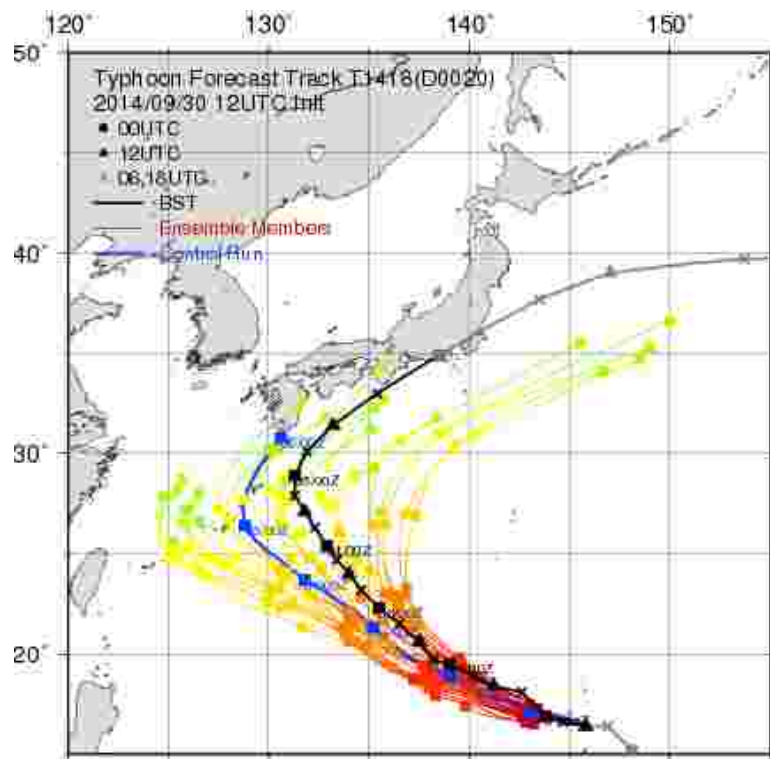 120° 130° 140° 150°
50°
40°
30°
20°
Typhoon Forecast Track T1418(D0020)
2014/09/30 12UTC Init
00UTC
12UTC
06,18UTC
BST
Ensemble Members
Control Run